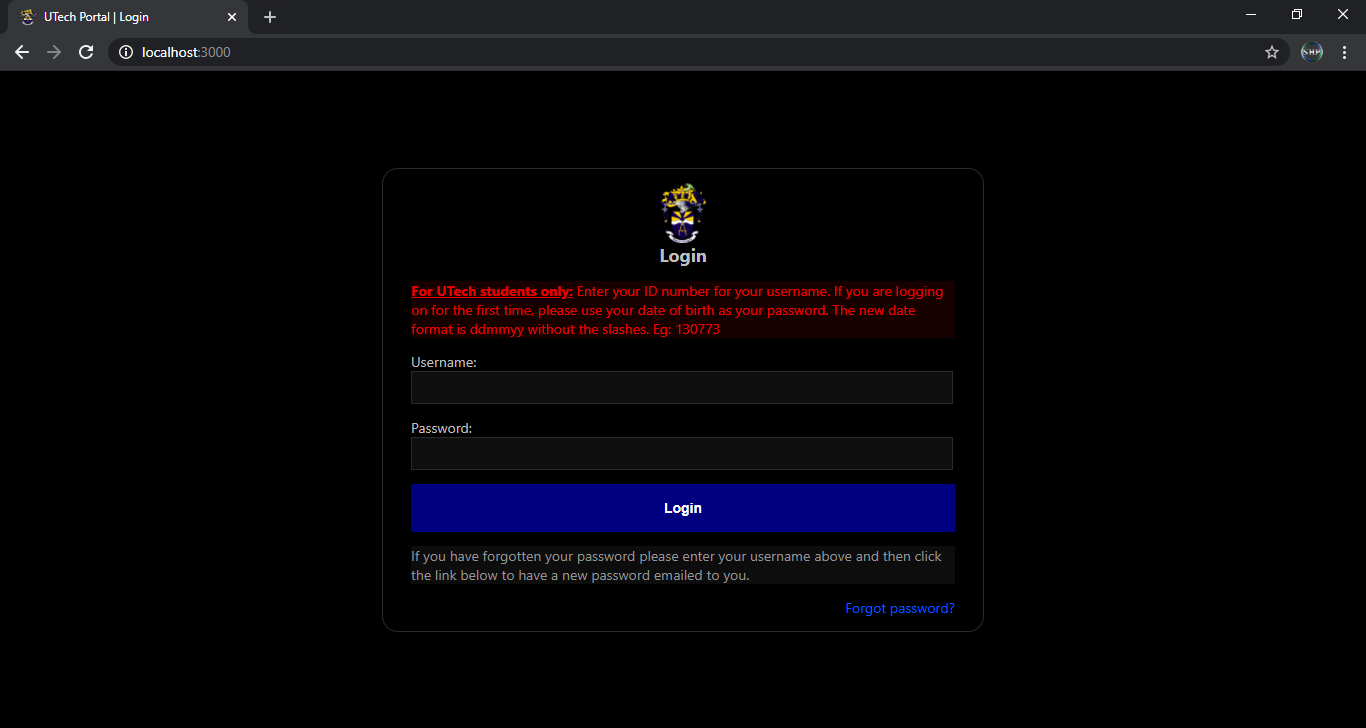 UTech Portal | Login
localhost:3000
Login
For UTech students only: Enter your ID number for your username. If you are logging
on for the first time, please use your date of birth as your password. The new date
format is ddmmyy without the slashes. Eg: 130773
Username:
Password:
Login
If you have forgotten your password please enter your username above and then click
the link below to have a new password emailed to you.
Forgot password?